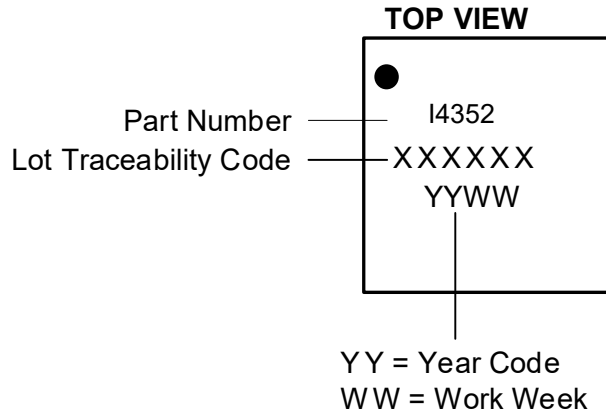 TOP VIEW
Part Number
I4352
Lot Traceability Code
XXXXXX
YYWW
YY = Year Code
WW = Work Week